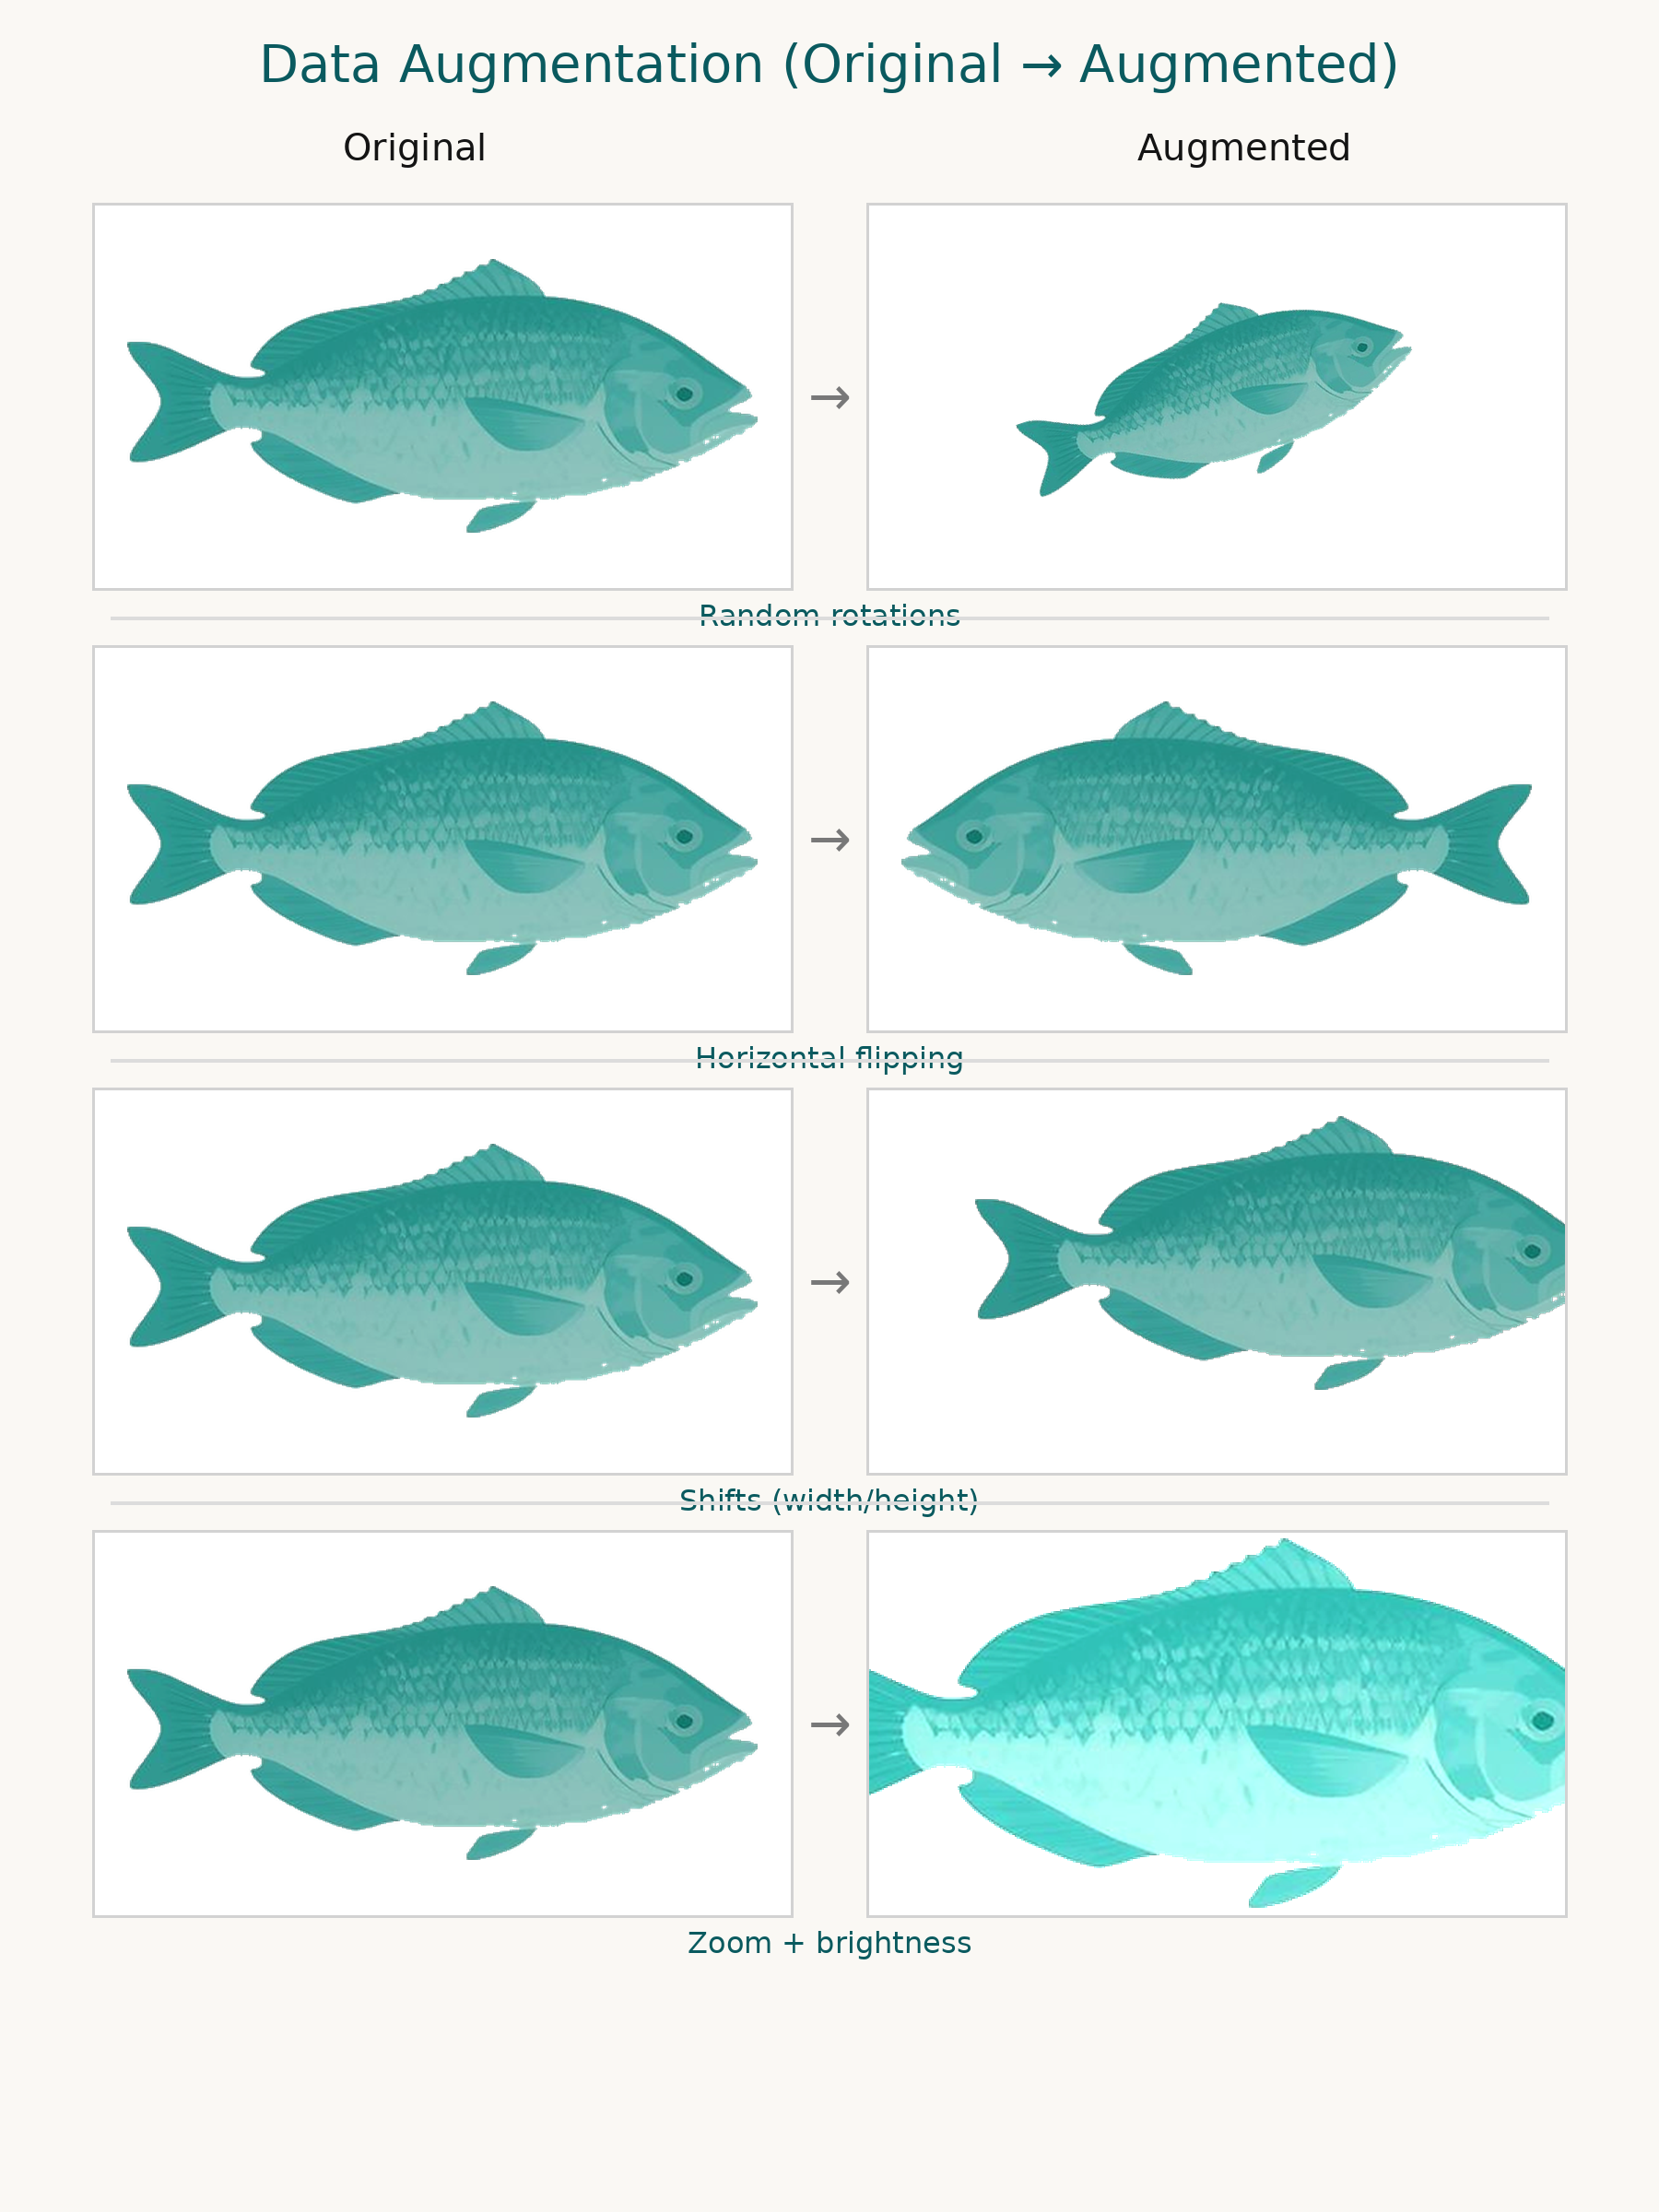 Data Augmentation (Original → Augmented)
Original
Augmented
→
Random rotations
→
Horizontal flipping
→
Shifts (width/height)
→
Zoom + brightness